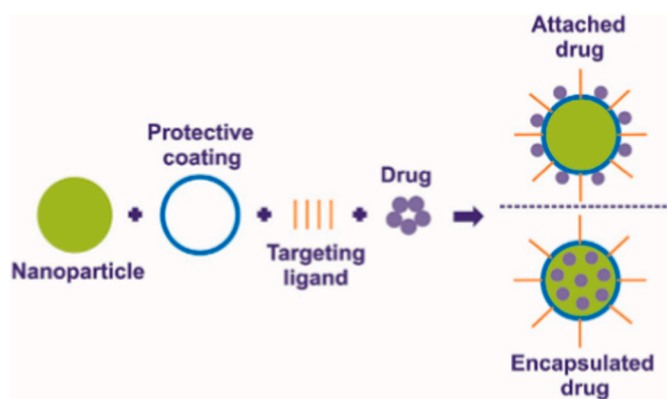 Nanoparticle
+
Protective
coating
+
Targeting
ligand
+
Drug
Attached
drug
Encapsulated
drug